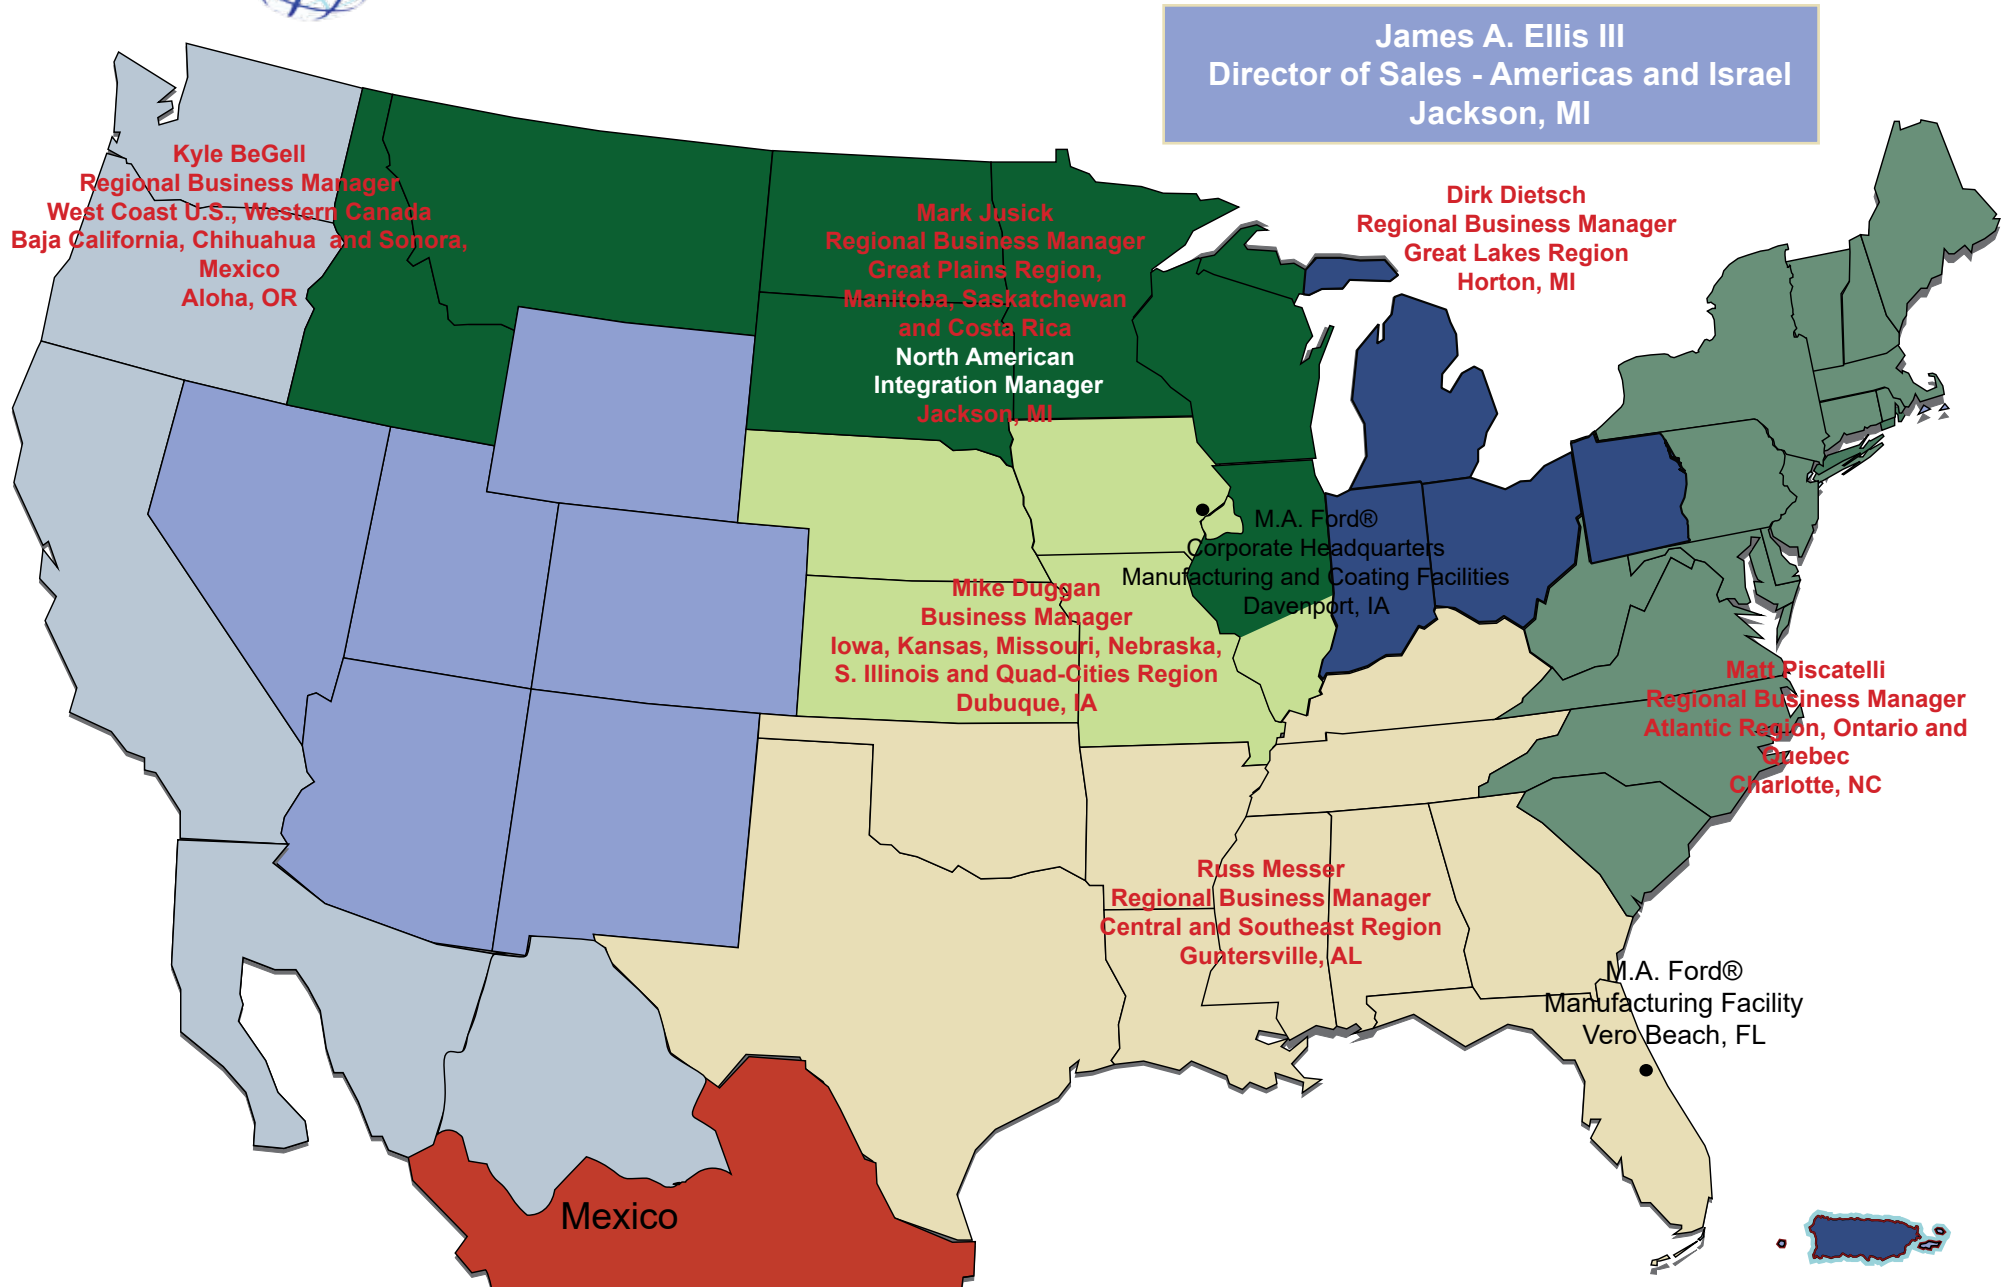 James A. Ellis III
Director of Sales - Americas and Israel
Jackson, MI
Kyle BeGell
Regional Business Manager
West Coast U.S., Western Canada
Baja California, Chihuahua and Sonora,
Mexico
Aloha, OR
Mark Jusick
Regional Business Manager
Great Plains Region,
Manitoba, Saskatchewan
and Costa Rica
North American
Integration Manager
Jackson, MI
Dirk Dietsch
Regional Business Manager
Great Lakes Region
Horton, MI
M.A. Ford®
Corporate Headquarters
Manufacturing and Coating Facilities
Davenport, IA
Mike Duggan
Business Manager
Iowa, Kansas, Missouri, Nebraska,
S. Illinois and Quad-Cities Region
Dubuque, IA
Matt Piscatelli
Regional Business Manager
Atlantic Region, Ontario and
Quebec
Charlotte, NC
Russ Messer
Regional Business Manager
Central and Southeast Region
Guntersville, AL
M.A. Ford®
Manufacturing Facility
Vero Beach, FL
Mexico